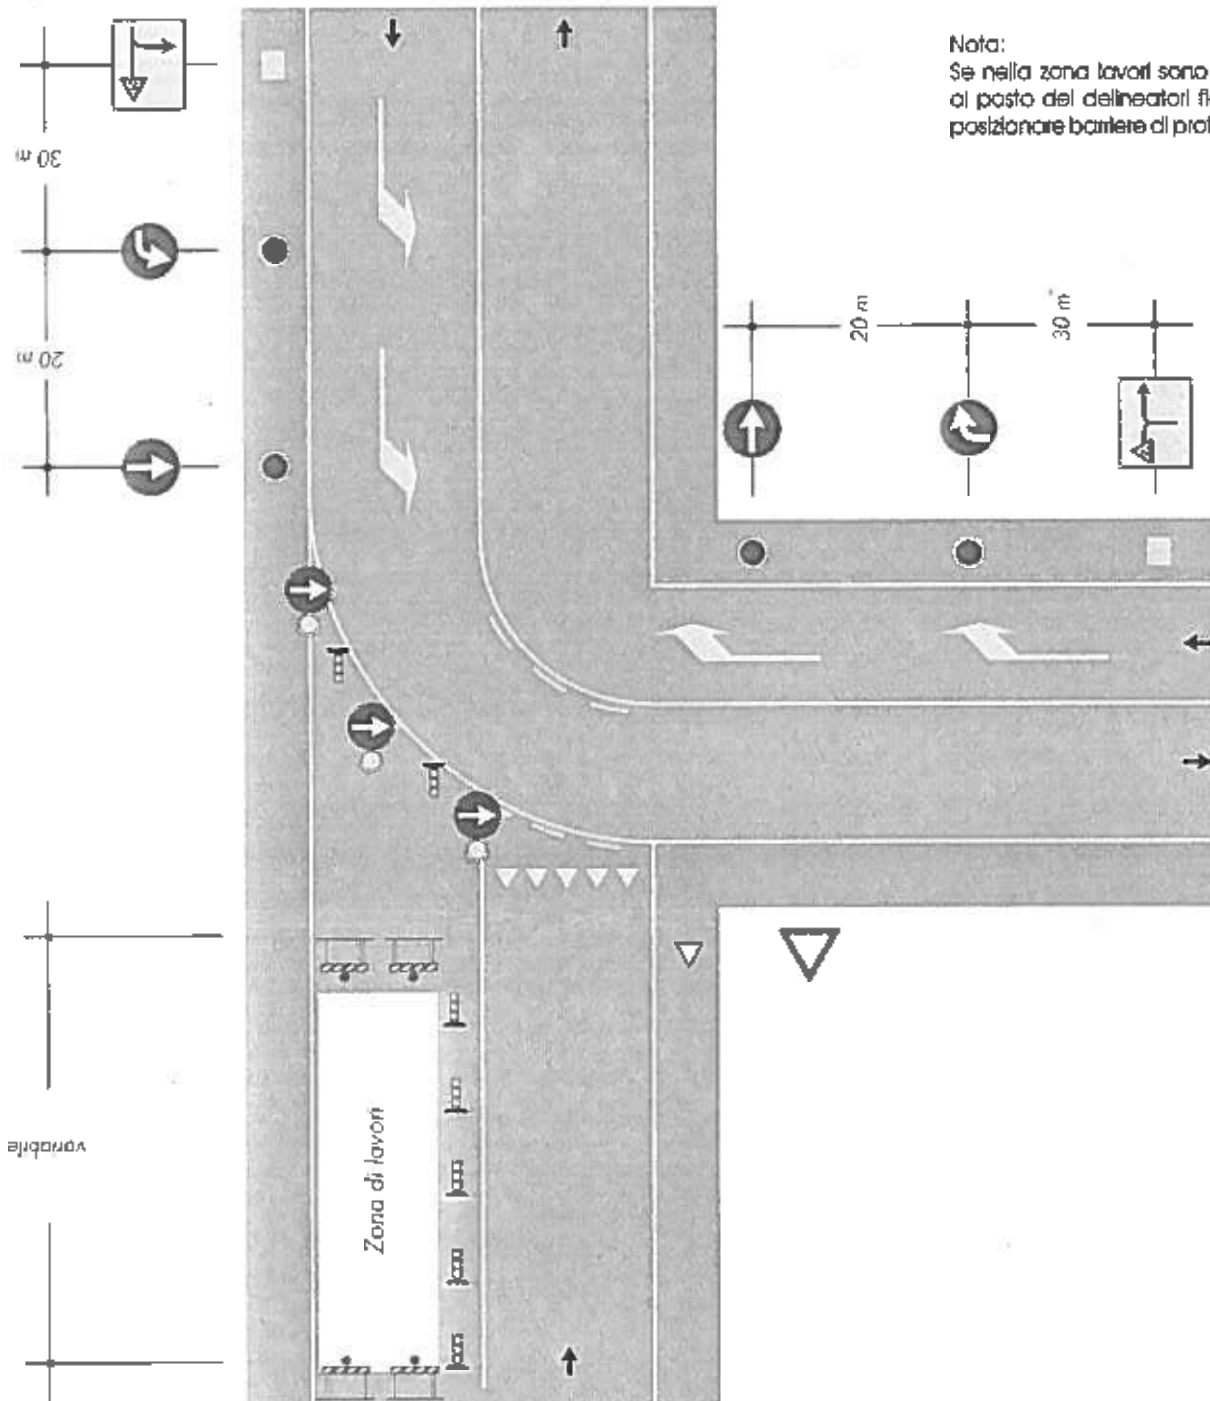 Nota:
Se nella zona lavori sono
al posto dei delineatori fl
posizionare barriere di prot
30 m
20 m
20 m
30 m
variabile
Zona di lavori